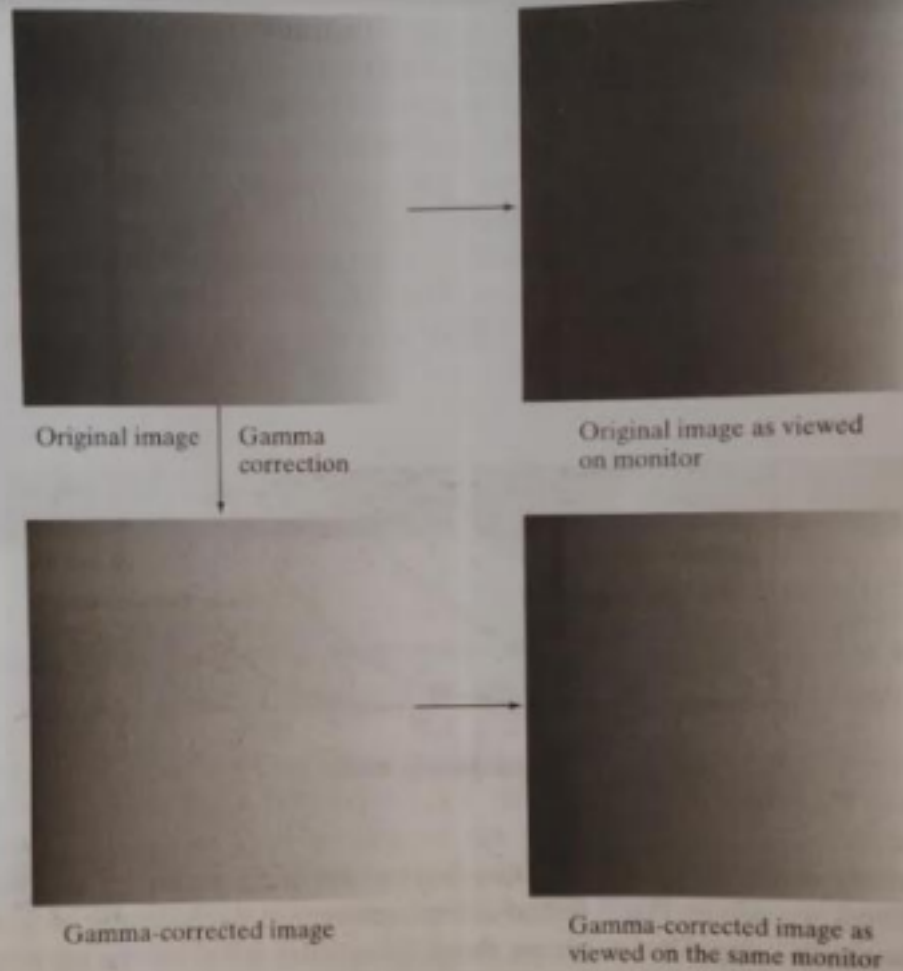 Original image
Gamma
correction
Original image as viewed
on monitor
Gamma-corrected image
Gamma-corrected image as
viewed on the same monitor